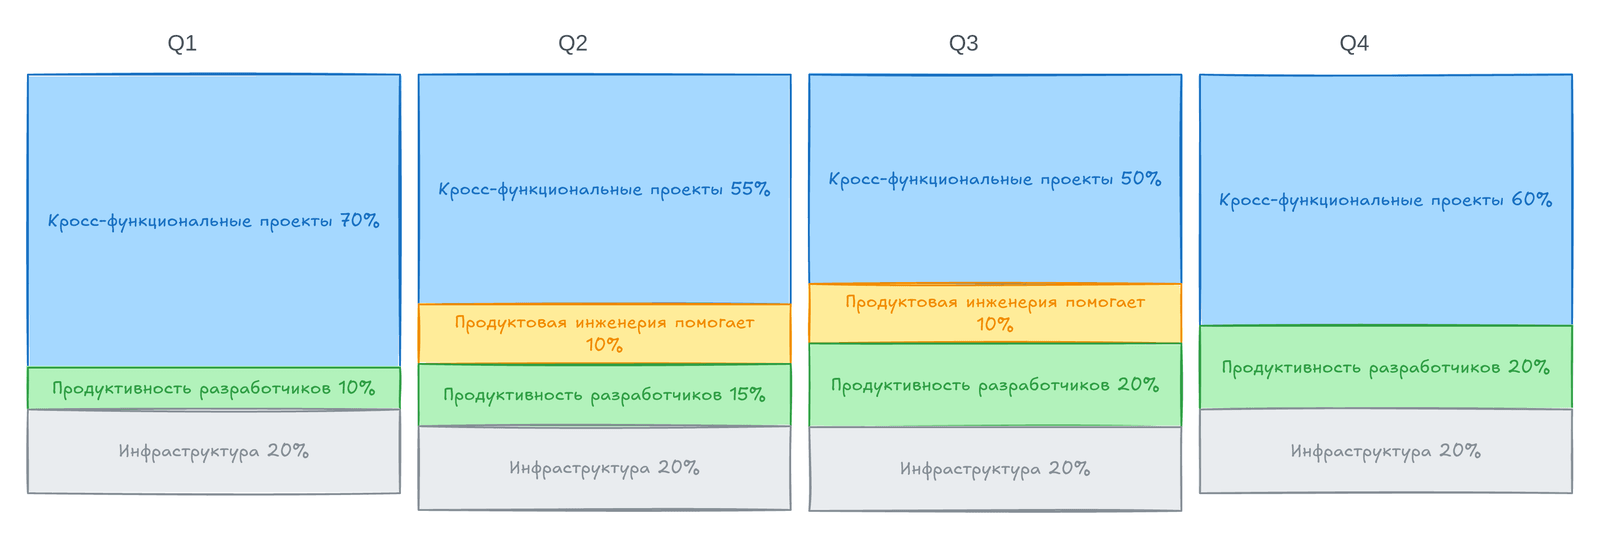 Q1
Кросс-функциональные проекты 70%
Продуктивность разработчиков 10%
Инфраструктура 20%
Q2
Кросс-функциональные проекты 55%
Продуктовая инженерия помогает
10%
Продуктивность разработчиков 15%
Инфраструктура 20%
Q3
Кросс-функциональные проекты 50%
Продуктовая инженерия помогает
10%
Продуктивность разработчиков 20%
Инфраструктура 20%
Q4
Кросс-функциональные проекты 60%
Продуктивность разработчиков 20%
Инфраструктура 20%